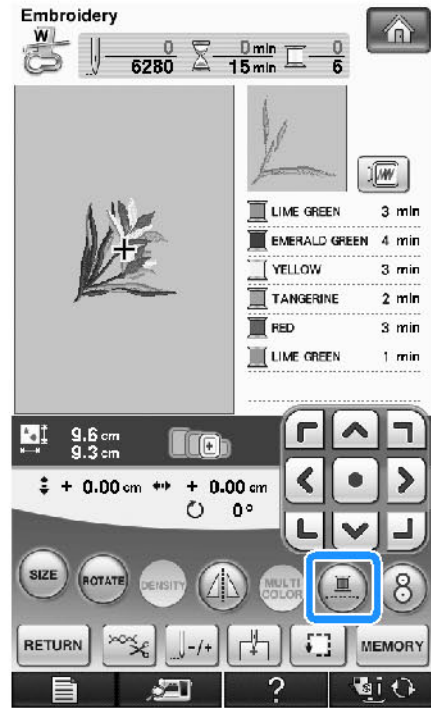 Embroidery
W
0 0 min 0
6280 15 min 6
LIME GREEN 3 min
EMERALD GREEN 4 min
YELLOW 3 min
TANGERINE 2 min
RED 3 min
LIME GREEN 1 min
9.6 cm
9.3 cm
+ 0.00 cm + 0.00 cm
0°
SIZE ROTATE DENSITY MULTI COLOR 8
RETURN -/+ MEMORY
?